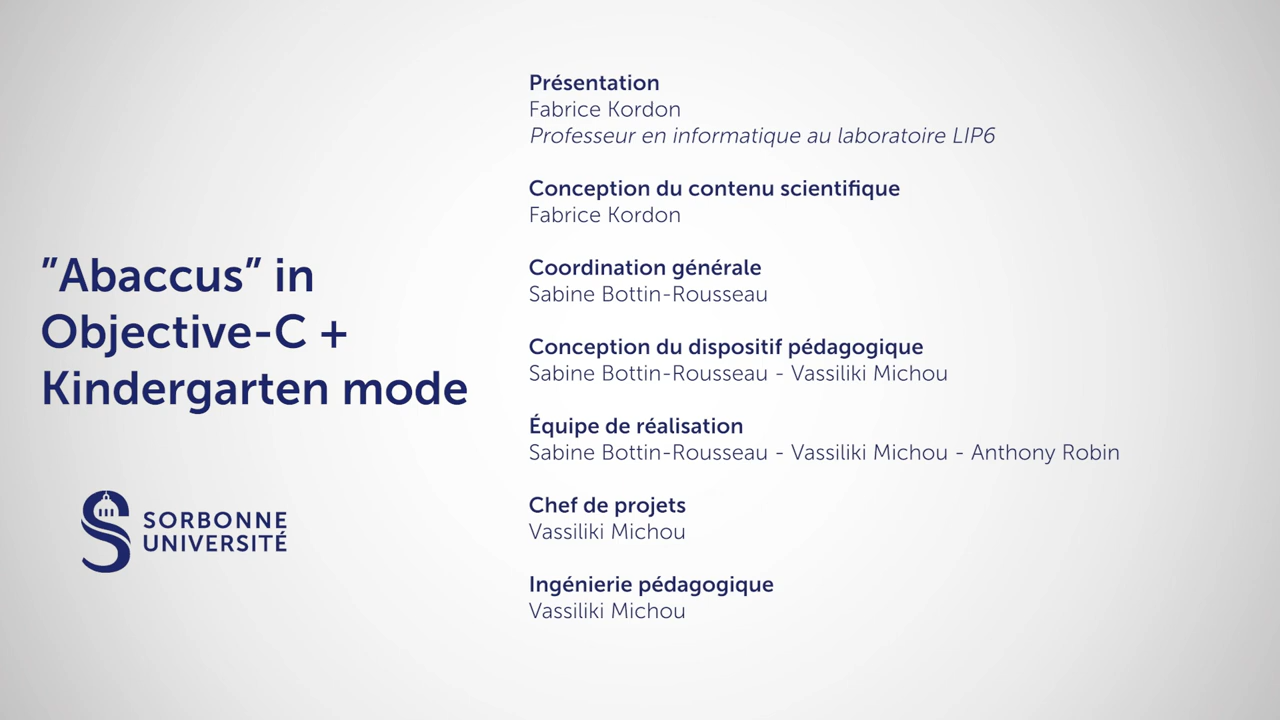 ”Abaccus” in
Objective-C +
Kindergarten mode
SORBONNE
UNIVERSITÉ
Présentation
Fabrice Kordon
Professeur en informatique au laboratoire LIP6
Conception du contenu scientifique
Fabrice Kordon
Coordination générale
Sabine Bottin-Rousseau
Conception du dispositif pédagogique
Sabine Bottin-Rousseau - Vassiliki Michou
Équipe de réalisation
Sabine Bottin-Rousseau - Vassiliki Michou - Anthony Robin
Chef de projets
Vassiliki Michou
Ingénierie pédagogique
Vassiliki Michou